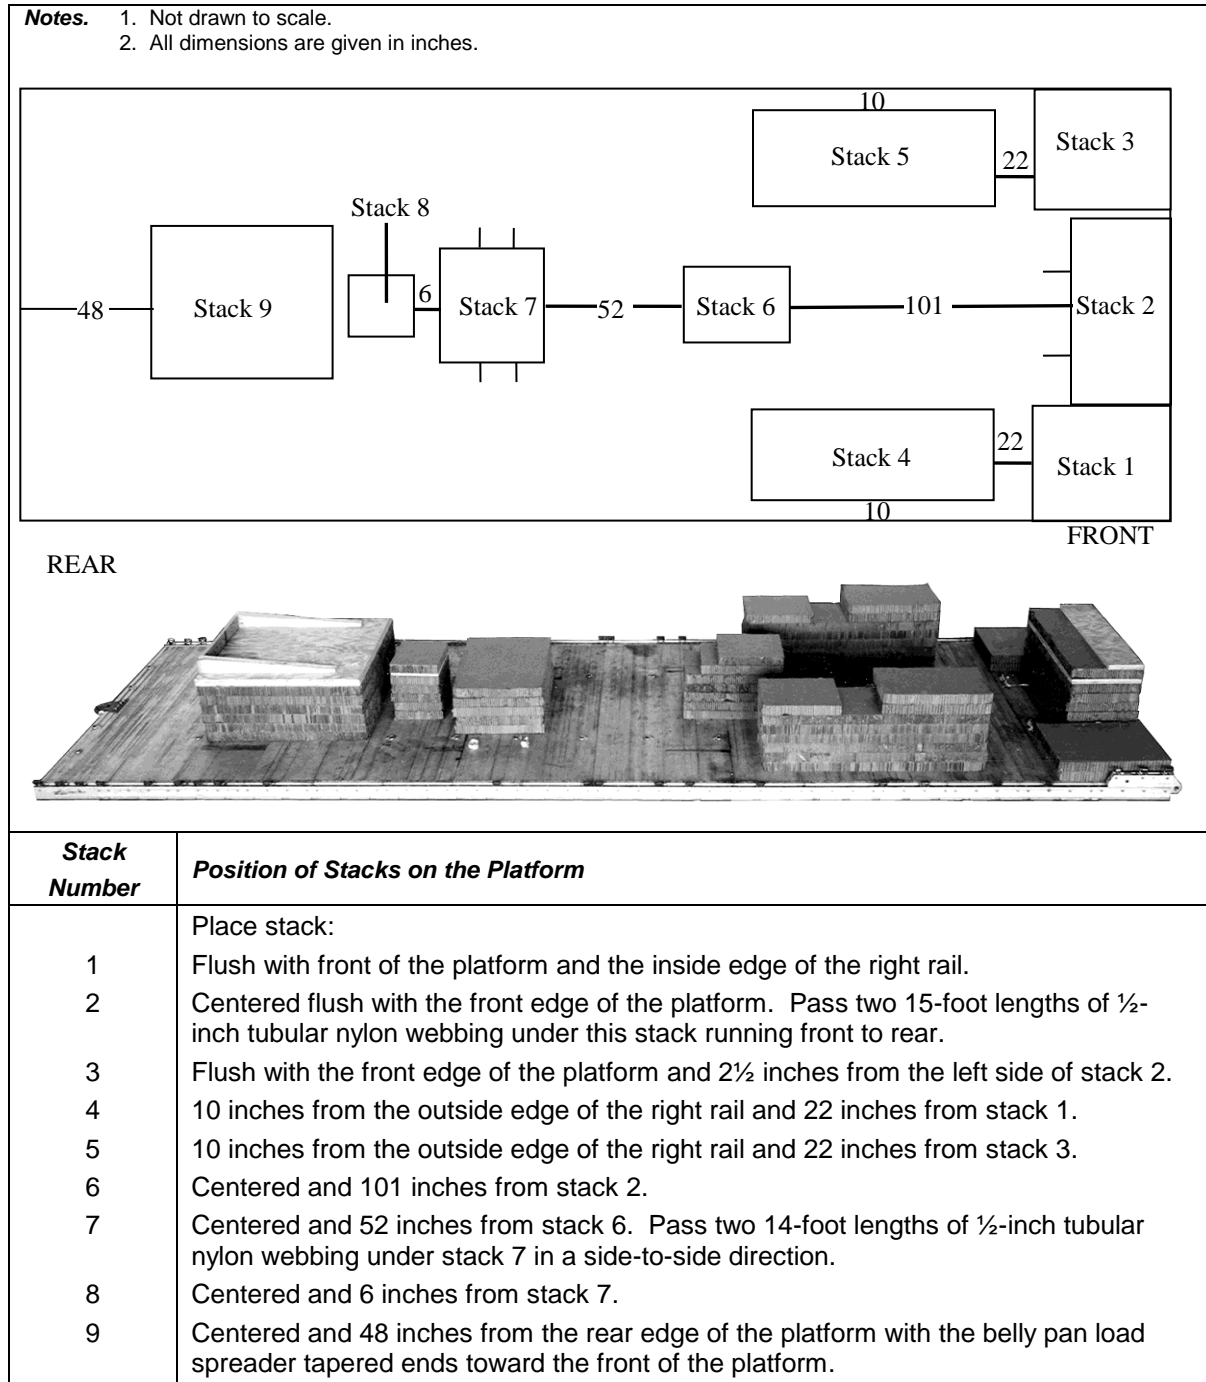 Notes. 1. Not drawn to scale.
2. All dimensions are given in inches.
10
Stack 5
22
Stack 3
Stack 8
48
Stack 9
6
Stack 7
52
Stack 6
101
Stack 2
Stack 4
22
Stack 1
10
FRONT
REAR
Stack
Number
Position of Stacks on the Platform
Place stack:
1 Flush with front of the platform and the inside edge of the right rail.
2 Centered flush with the front edge of the platform. Pass two 15-foot lengths of ½-
inch tubular nylon webbing under this stack running front to rear.
3 Flush with the front edge of the platform and 2½ inches from the left side of stack 2.
4 10 inches from the outside edge of the right rail and 22 inches from stack 1.
5 10 inches from the outside edge of the right rail and 22 inches from stack 3.
6 Centered and 101 inches from stack 2.
7 Centered and 52 inches from stack 6. Pass two 14-foot lengths of ½-inch tubular
nylon webbing under stack 7 in a side-to-side direction.
8 Centered and 6 inches from stack 7.
9 Centered and 48 inches from the rear edge of the platform with the belly pan load
spreader tapered ends toward the front of the platform.